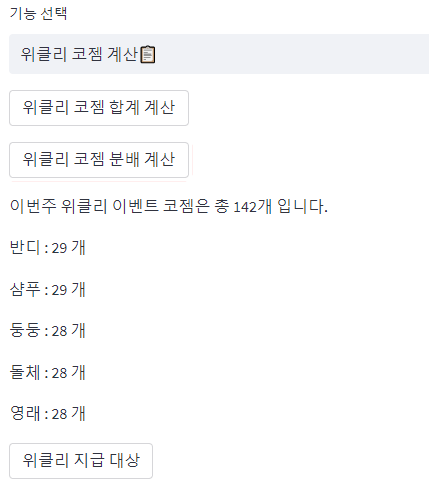 기능 선택
위클리 코젬 계산📋
위클리 코젬 합계 계산
위클리 코젬 분배 계산
이번주 위클리 이벤트 코젬은 총 142개 입니다.
반디 : 29 개
샴푸 : 29 개
둥둥 : 28 개
돌체 : 28 개
영래 : 28 개
위클리 지급 대상